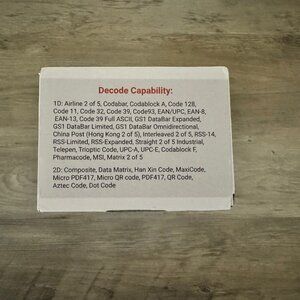 Decode Capability:
1D: Airline 2 of 5, Codabar, Codablock A, Code 128,
Code 11, Code 32, Code 39, Code93, EAN/UPC, EAN-8,
EAN-13, Code 39 Full ASCII, GS1 DataBar Expanded,
GS1 DataBar Limited, GS1 DataBar Omnidirectional,
China Post (Hong Kong 2 of 5), Interleaved 2 of 5, RSS-14,
RSS-Limited, RSS-Expanded, Straight 2 of 5 Industrial,
Telepen, Trioptic Code, UPC-A, UPC-E, Codablock F,
Pharmacode, MSI, Matrix 2 of 5
2D: Composite, Data Matrix, Han Xin Code, MaxiCode,
Micro PDF417, Micro QR code, PDF417, QR Code,
Aztec Code, Dot Code